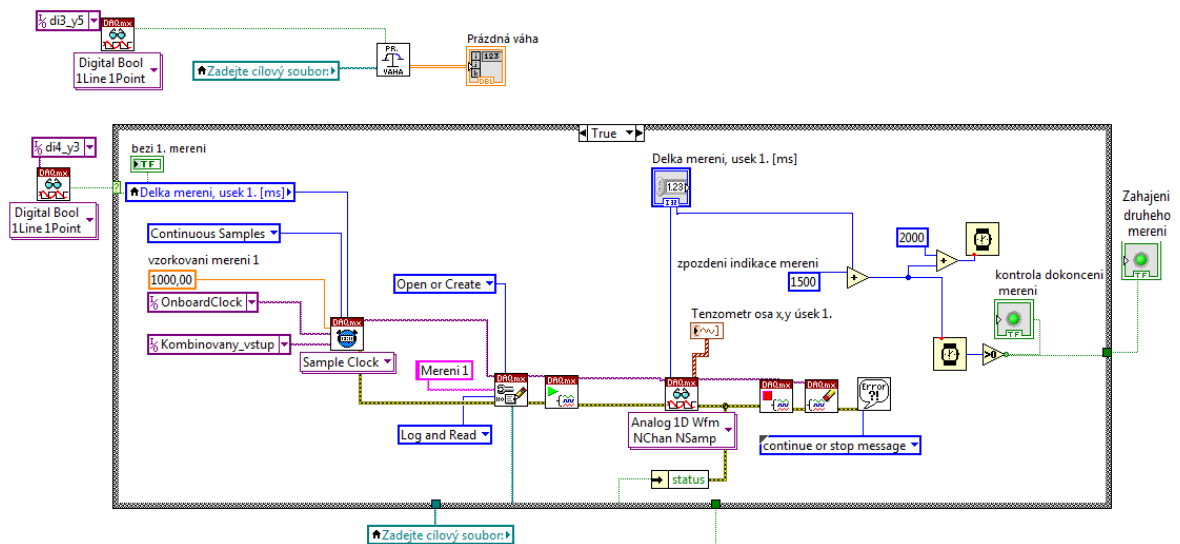 di3_y5
DAQmx
Digital Bool
1Line 1Point
PR.
VAHA
Zadejte cílový soubor:
Prázdná váha
123
DBL
True
di4_y3
DAQmx
Digital Bool
1Line 1Point
bezi 1. mereni
TF
Delka mereni, usek 1. [ms]
Continuous Samples
vzorkovani mereni 1
1000,00
OnboardClock
Kombinovany_vstup
DAQmx
Sample Clock
Open or Create
Mereni 1
Log and Read
DAQmx
DAQmx
Delka mereni, usek 1. [ms]
1.23
I32
Tenzometr osa x,y úsek 1.
DAQmx
Analog 1D Wfm
NChan NSamp
status
DAQmx
DAQmx
Error
?!
continue or stop message
zpozdeni indikace mereni
1500
2000
kontrola dokonceni
mereni
TF
>0
Zahajeni
druheho
mereni
TF
?
Zadejte cílový soubor: